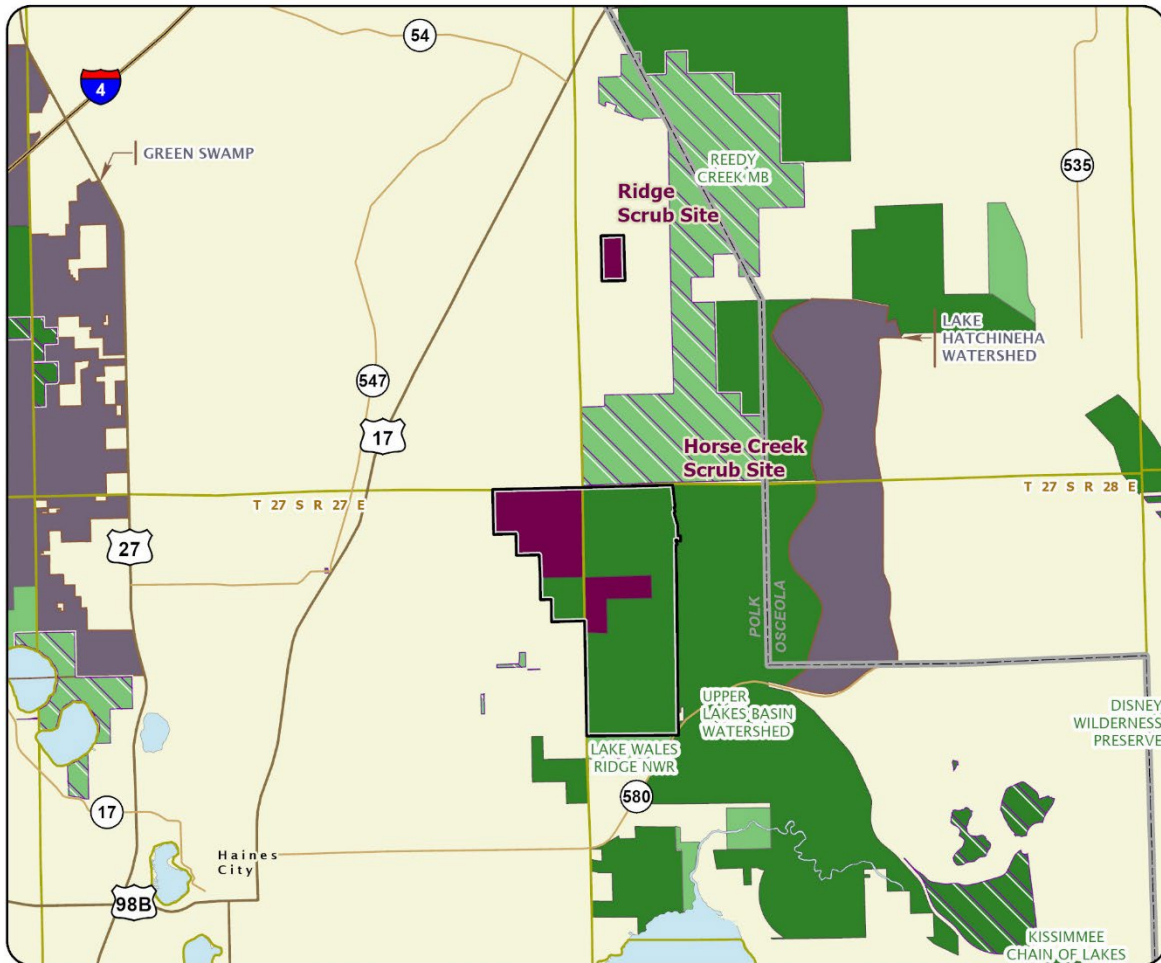 54
4
GREEN SWAMP
535
REEDY
CREEK MB
Ridge
Scrub Site
LAKE
HATCHINEHA
WATERSHED
547
17
Horse Creek
Scrub Site
T 27 S R 27 E
T 27 S R 28 E
27
POLK
OSCEOLA
UPPER
LAKES BASIN
WATERSHED
DISNEY
WILDERNESS
PRESERVE
LAKE WALES
RIDGE NWR
580
17
Haines
City
98B
KISSIMMEE
CHAIN OF LAKES